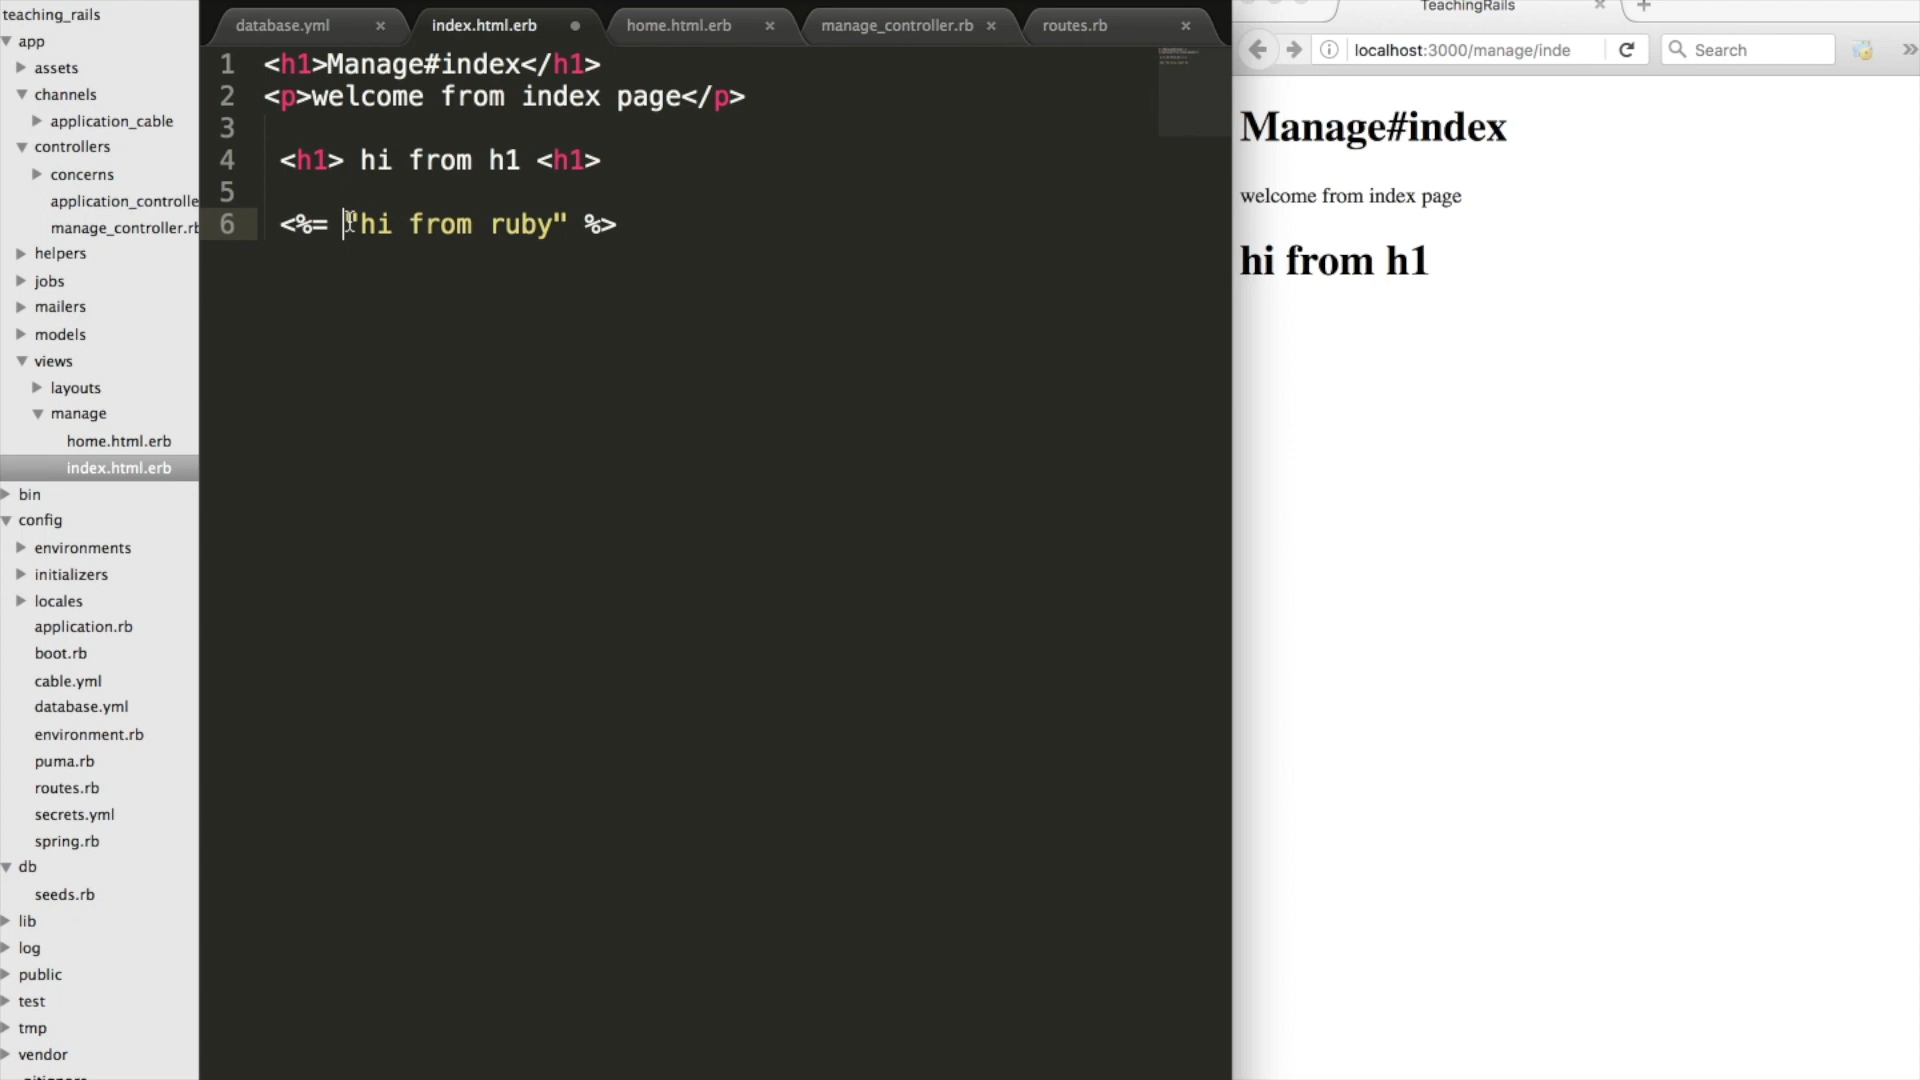 teaching_rails
app
assets
channels
application_cable
controllers
concerns
application_controlle
manage_controller.rb
helpers
jobs
mailers
models
views
layouts
manage
home.html.erb
index.html.erb
bin
config
environments
initializers
locales
application.rb
boot.rb
cable.yml
database.yml
environment.rb
puma.rb
routes.rb
secrets.yml
spring.rb
db
seeds.rb
lib
log
public
test
tmp
vendor
database.yml × index.html.erb home.html.erb × manage_controller.rb × routes.rb ×
1 <h1>Manage#index</h1>
2 <p>welcome from index page</p>
3
4 <h1> hi from h1 <h1>
5
6 <%= "hi from ruby" %>
TeachingRails × +
localhost:3000/manage/inde
Search
Manage#index
welcome from index page
hi from h1